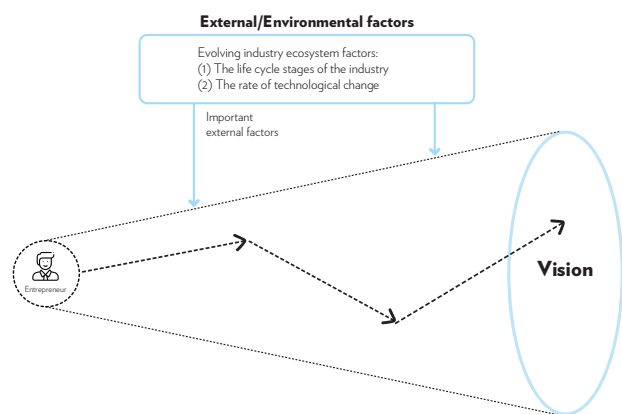 External/Environmental factors
Evolving industry ecosystem factors:
(1) The life cycle stages of the industry
(2) The rate of technological change
Important
external factors
Entrepreneur
Vision